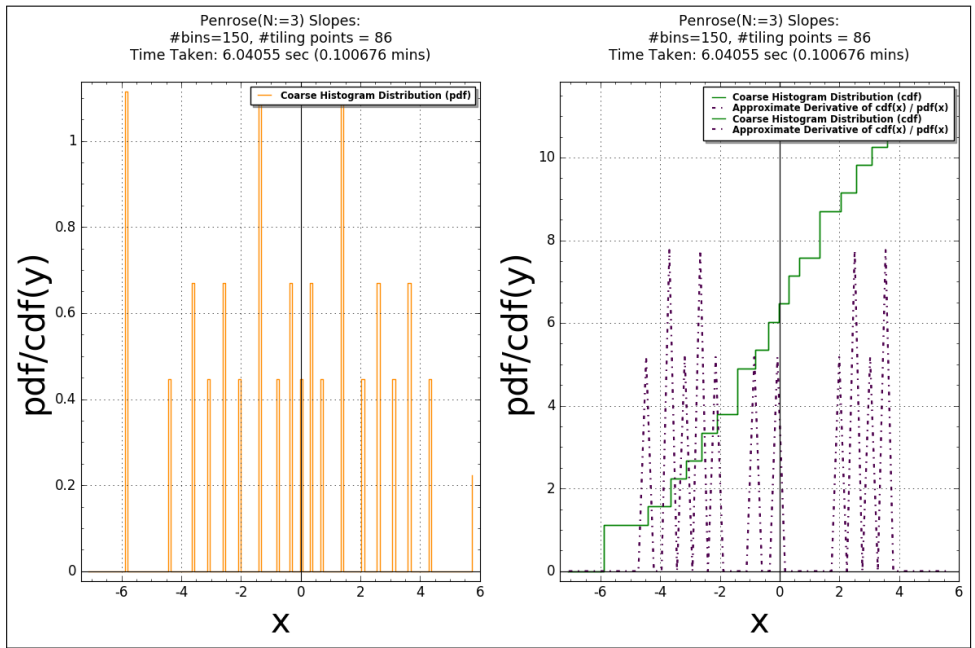 Penrose(N:=3) Slopes:
#bins=150, #tiling points = 86
Time Taken: 6.04055 sec (0.100676 mins)
Coarse Histogram Distribution (pdf)
1
0.8
0.6
0.4
0.2
0
pdf/cdf(y)
-6 -4 -2 0 2 4 6
x
Penrose(N:=3) Slopes:
#bins=150, #tiling points = 86
Time Taken: 6.04055 sec (0.100676 mins)
Coarse Histogram Distribution (cdf)
Approximate Derivative of cdf(x) / pdf(x)
Coarse Histogram Distribution (cdf)
Approximate Derivative of cdf(x) / pdf(x)
10
8
6
4
2
0
pdf/cdf(y)
-6 -4 -2 0 2 4 6
x